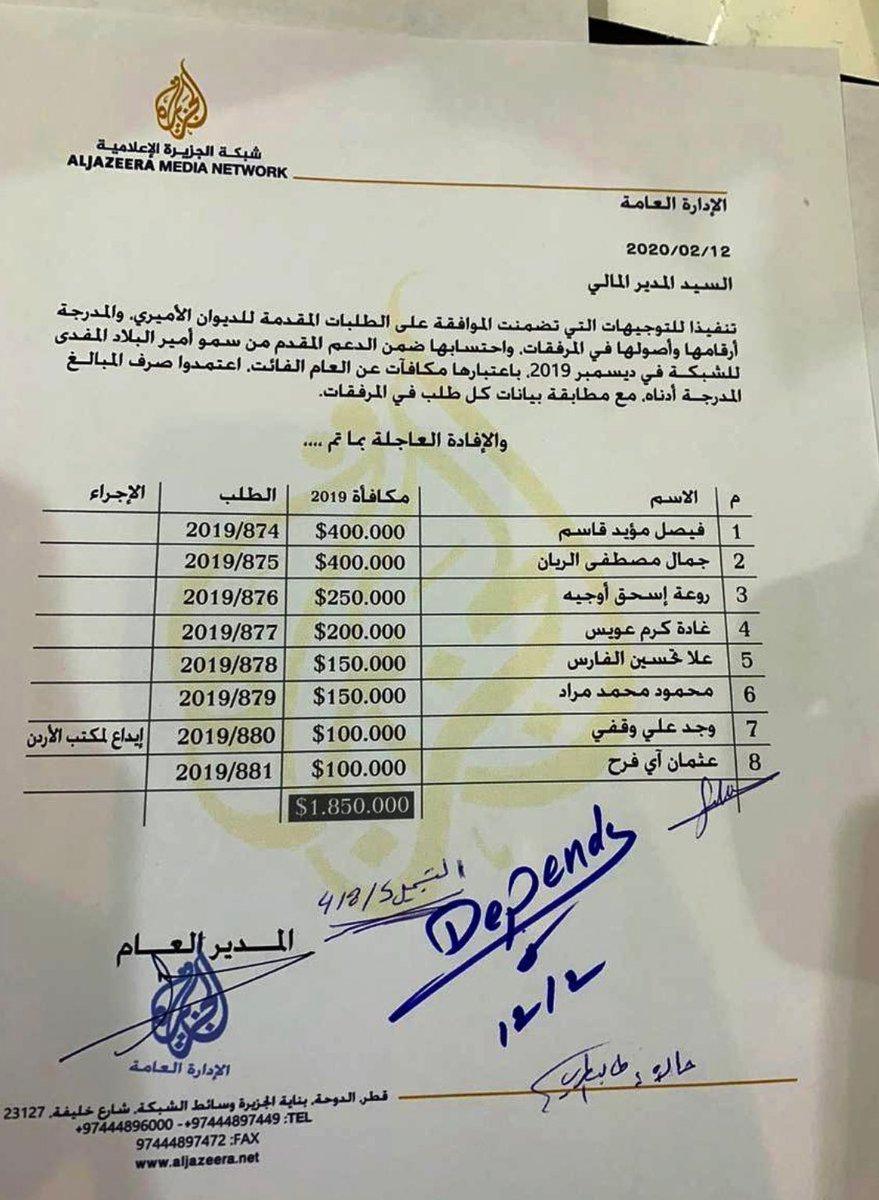 شبكة الجزيرة الإعلامية
ALJAZEERA MEDIA NETWORK
الإدارة العامة
2020/02/12
السيد المدير المالي
تنفيذا للتوجيهات التي تضمنت الموافقة على الطلبات المقدمة للديوان الأميري، والمدرجة
أرقامها وأصولها في المرفقات، واحتسابها ضمن الدعم المقدم من سمو أمير البلاد المفدى
للشبكة في ديسمبر 2019، باعتبارها مكافآت عن العام الفائت، اعتمدوا صرف المبالغ
المدرجة أدناه، مع مطابقة بيانات كل طلب في المرفقات.
والإفادة العاجلة بما تم ....
م الاسم مكافأة 2019 الطلب الإجراء
1 فيصل مؤيد قاسم $400.000 2019/874
2 جمال مصطفى الريان $400.000 2019/875
3 روعة إسحق أوجيه $250.000 2019/876
4 غادة كرم عويس $200.000 2019/877
5 علا تحسين الفارس $150.000 2019/878
6 محمود محمد مراد $150.000 2019/879
7 وجد علي وقفي $100.000 2019/880 إيداع لمكتب الأردن
8 عثمان آي فرح $100.000 2019/881
$1.850.000
Depends
12/2
المدير العام
الجزيرة
الإدارة العامة
قطر، الدوحة، بناية الجزيرة وسائط الشبكة، شارع خليفة، 23127
+97444896000 -+97444897449 :TEL
97444897472 :FAX
www.aljazeera.net